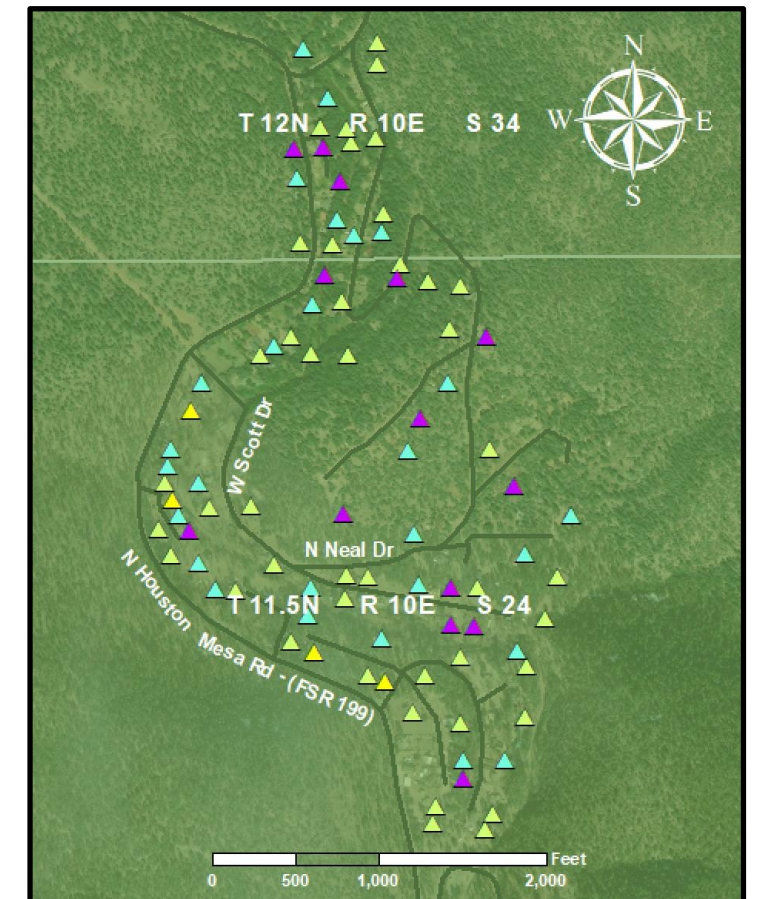 N
W E
S
T 12N R 10E S 34
W Scott Dr
N Neal Dr
T 11.5N R 10E S 24
N Houston Mesa Rd - (FSR 199)
Feet
0 500 1,000 2,000